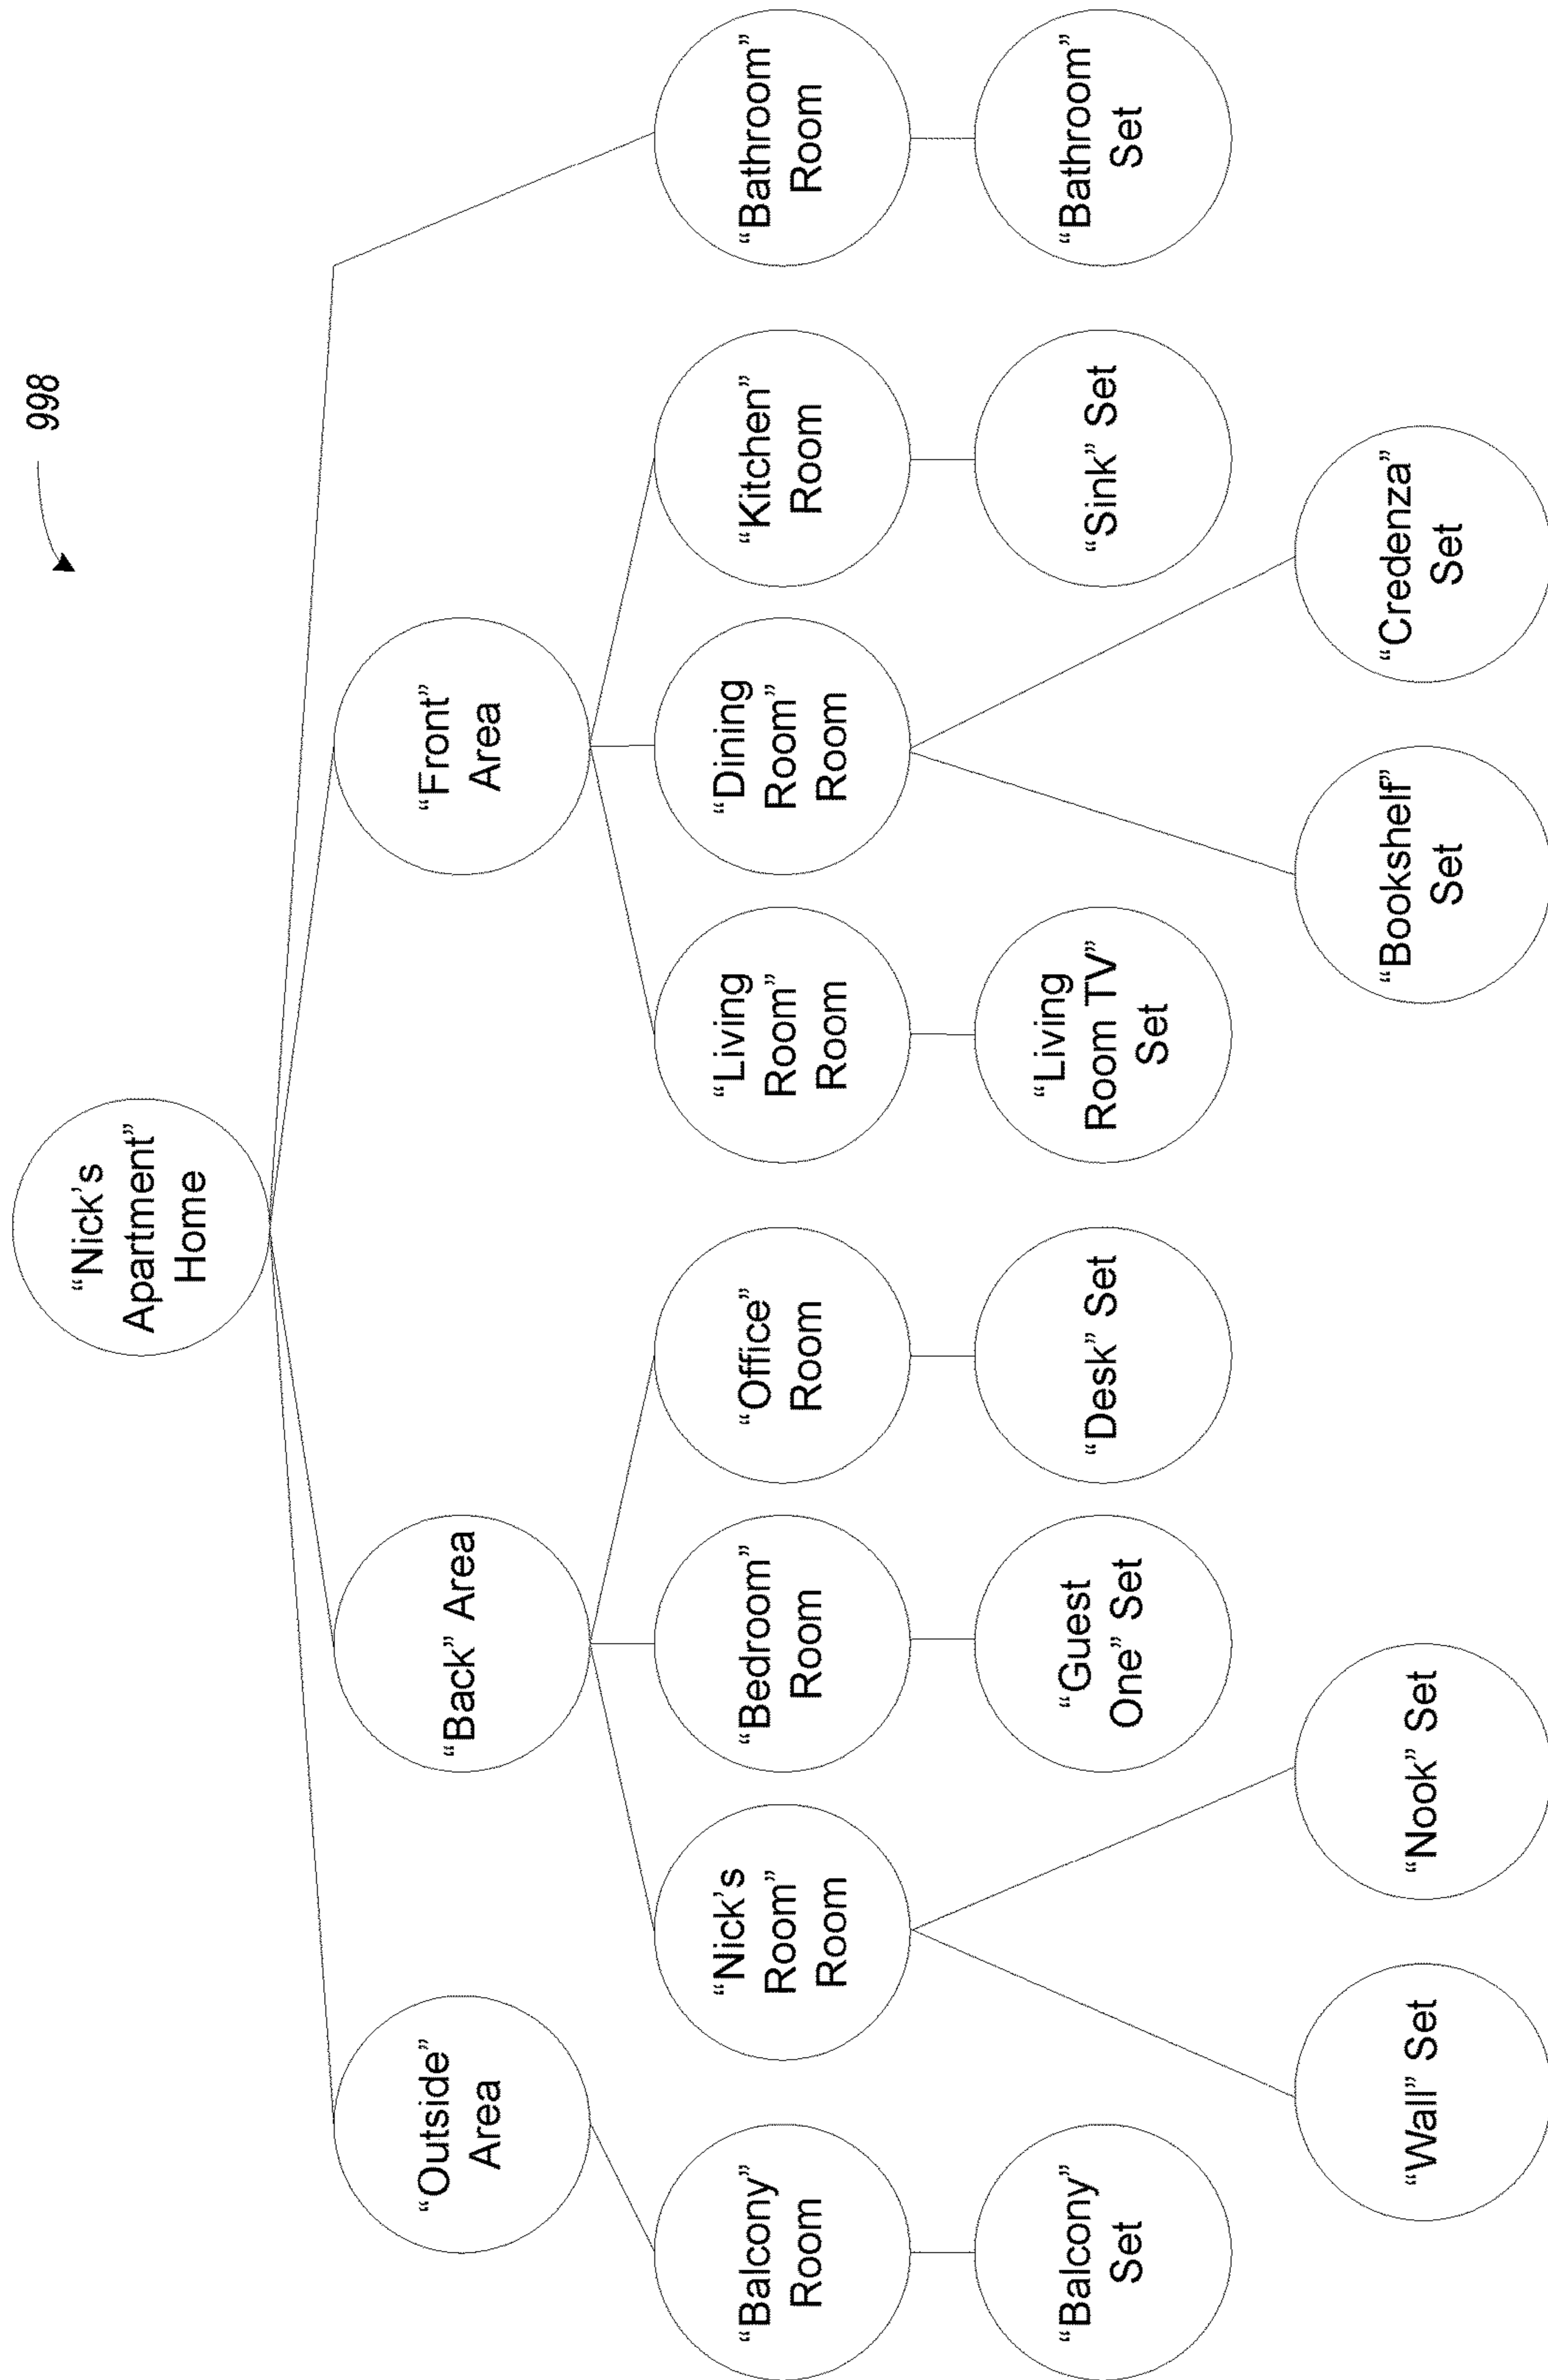 998
“Nick’s
Apartment”
Home
“Outside”
Area
“Back” Area
“Front”
Area
“Balcony”
Room
“Nick’s
Room”
Room
“Bedroom”
Room
“Office”
Room
“Living
Room”
Room
“Dining
Room”
Room
“Kitchen”
Room
“Bathroom”
Room
“Balcony”
Set
“Guest
One” Set
“Desk” Set
“Living
Room TV”
Set
“Sink” Set
“Bathroom”
Set
“Wall” Set
“Nook” Set
“Bookshelf”
Set
“Credenza”
Set